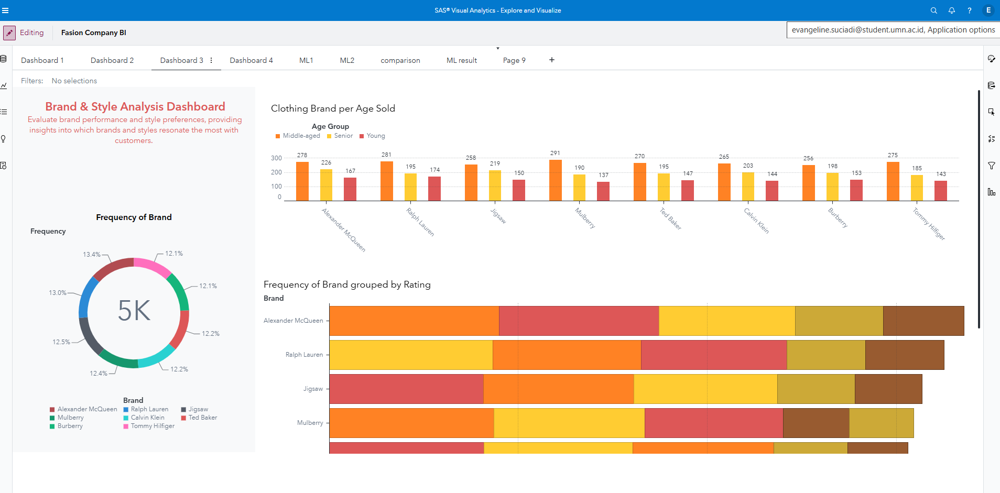 SAS® Visual Analytics - Explore and Visualize
?
E
Editing
Fasion Company BI
evangeline.suciadi@student.umn.ac.id, Application options
Dashboard 1
Dashboard 2
Dashboard 3
Dashboard 4
ML1
ML2
comparison
ML result
Page 9
+
Filters: No selections
Brand & Style Analysis Dashboard
Evaluate brand performance and style preferences, providing
insights into which brands and styles resonate the most with
customers.
Frequency of Brand
Frequency
13.4%
12.1%
13.0%
12.1%
5K
12.5%
12.2%
12.4%
12.2%
Brand
Alexander McQueen
Ralph Lauren
Jigsaw
Mulberry
Calvin Klein
Ted Baker
Burberry
Tommy Hilfiger
Clothing Brand per Age Sold
Age Group
Middle-aged
Senior
Young
300
200
100
0
278
226
167
281
195
174
258
219
150
291
190
137
270
195
147
265
203
144
256
198
153
275
185
143
Alexander McQueen
Ralph Lauren
Jigsaw
Mulberry
Ted Baker
Calvin Klein
Burberry
Tommy Hilfiger
Frequency of Brand grouped by Rating
Brand
Alexander McQueen
Ralph Lauren
Jigsaw
Mulberry